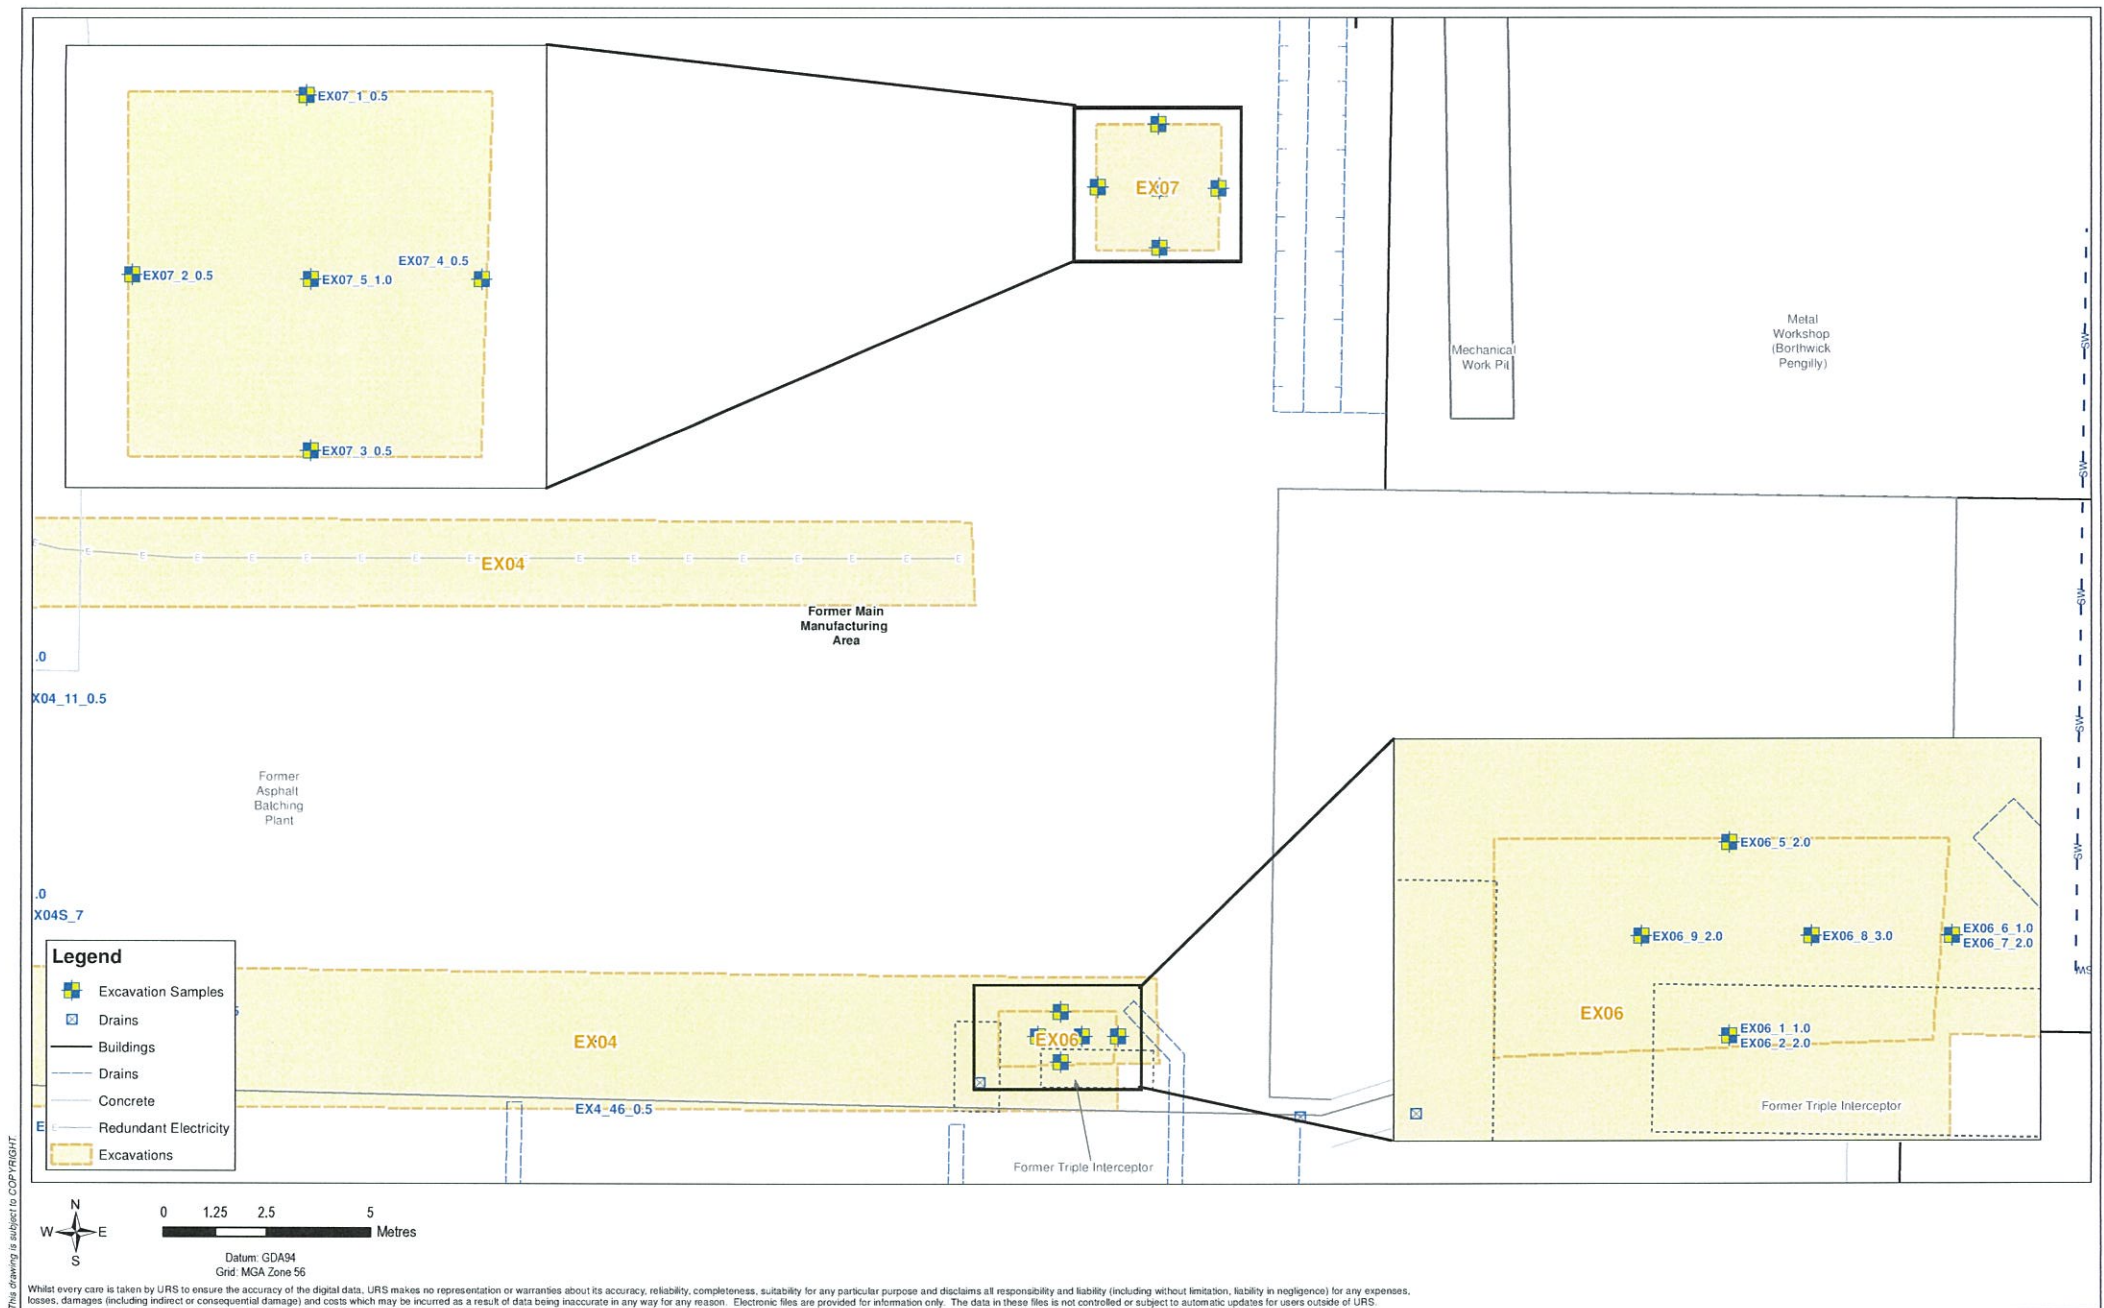 EX07_1_0.5
EX07_2_0.5
EX07_5_1.0
EX07_4_0.5
EX07_3_0.5
EX07
Mechanical
Work Pit
Metal
Workshop
(Borthwick
Pengilly)
SW
SW
SW
SW
SW
SW
E E E E E E E E E E E E E E E E E E
EX04
Former Main
Manufacturing
Area
.0
X04_11_0.5
Former
Asphalt
Batching
Plant
.0
X04S_7
EX06_5_2.0
EX06_9_2.0
EX06_8_3.0
EX06_6_1.0
EX06_7_2.0
EX06
EX06_1_1.0
EX06_2_2.0
Former Triple Interceptor
EX04
EX06
EX4_46_0.5
Former Triple Interceptor
5
E
Legend
Excavation Samples
Drains
Buildings
Drains
Concrete
E Redundant Electricity
Excavations
N
W E
S
0 1.25 2.5 5
Metres
Datum: GDA94
Grid: MGA Zone 56
This drawing is subject to COPYRIGHT.
Whilst every care is taken by URS to ensure the accuracy of the digital data, URS makes no representation or warranties about its accuracy, reliability, completeness, suitability for any particular purpose and disclaims all responsibility and liability (including without limitation, liability in negligence) for any expenses,
losses, damages (including indirect or consequential damage) and costs which may be incurred as a result of data being inaccurate in any way for any reason. Electronic files are provided for information only. The data in these files is not controlled or subject to automatic updates for users outside of URS.